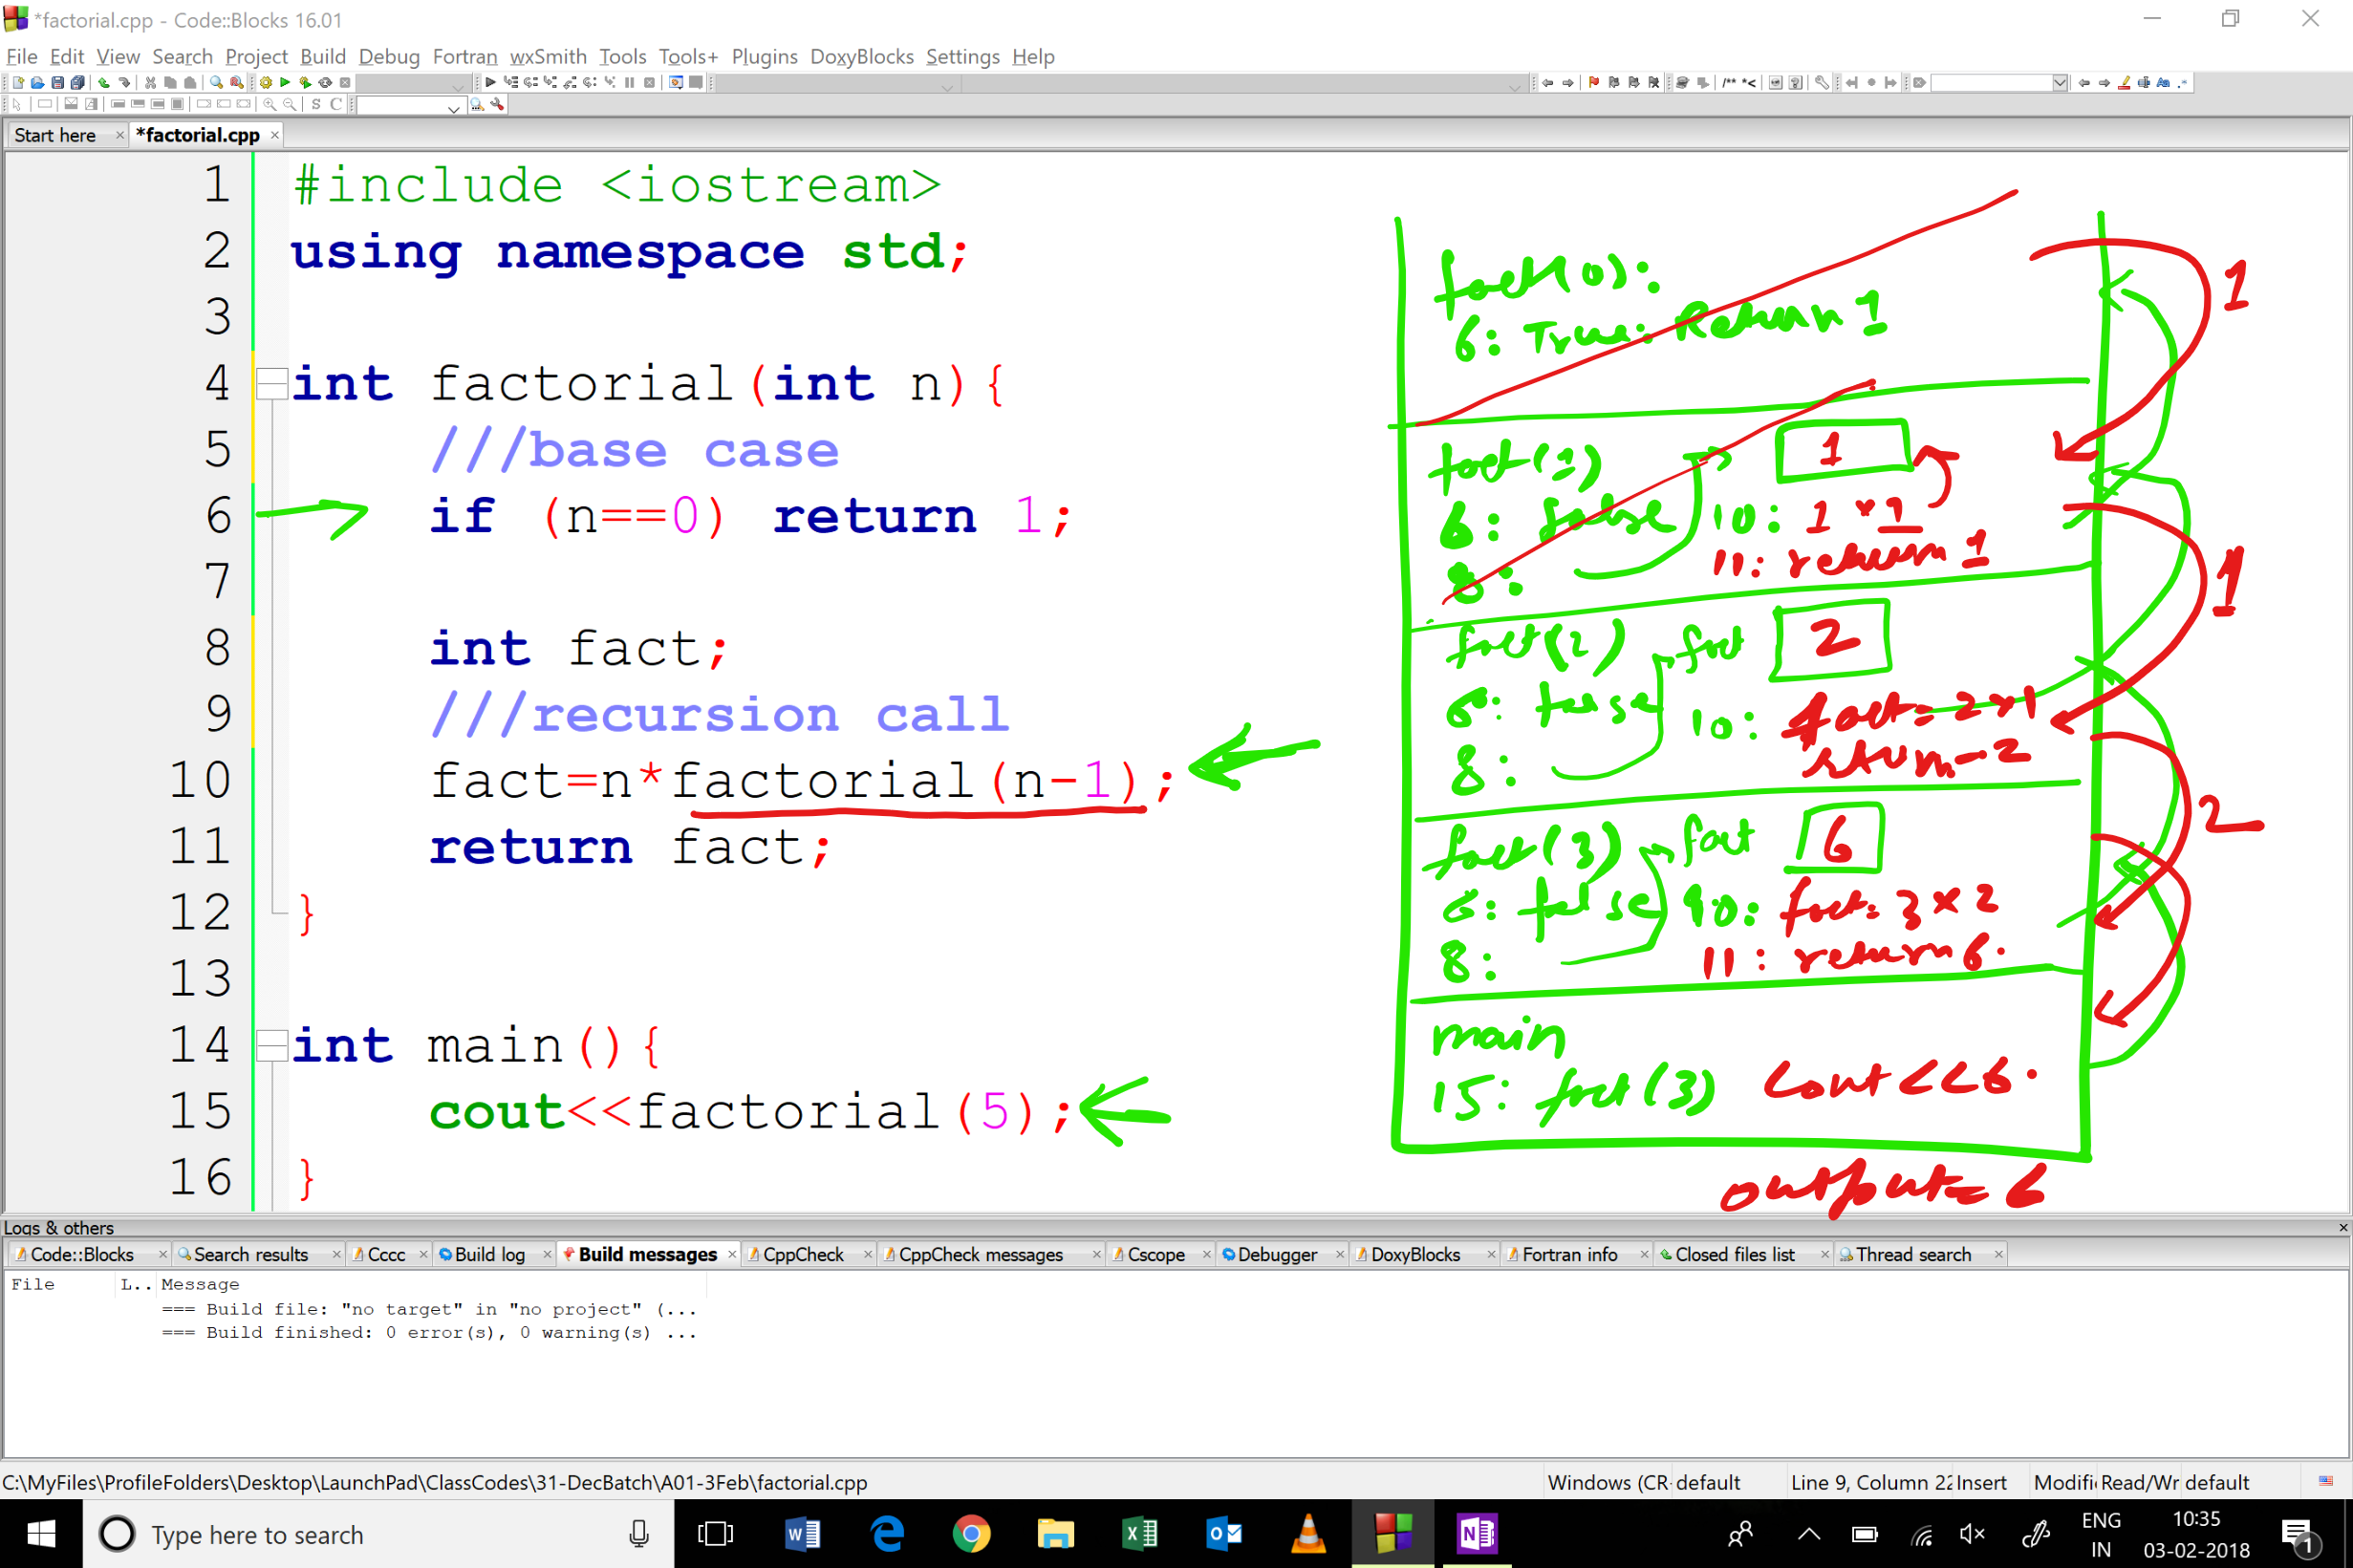 *factorial.cpp - Code::Blocks 16.01
File Edit View Search Project Build Debug Fortran wxSmith Tools Tools+ Plugins DoxyBlocks Settings Help
Start here *factorial.cpp
1 #include <iostream>
2 using namespace std;
3
4 int factorial(int n){
5 ///base case
6 if (n==0) return 1;
7
8 int fact;
9 ///recursion call
10 fact=n*factorial(n-1);
11 return fact;
12 }
13
14 int main(){
15 cout<<factorial(5);
16 }
fact(0):
6: True: Return 1
1
fact(1)
1
6: false 10: 1*1
8: 11: return 1
1
fact(2) fact 2
6: false 10: fact=2*1
8: return-2
2
fact(3) fact 6
6: false 10: fact=3×2
8: 11: return 6.
main
15: fact(3) cout<<6.
output=6
Logs & others
Code::Blocks Search results Cccc Build log Build messages CppCheck CppCheck messages Cscope Debugger DoxyBlocks Fortran info Closed files list Thread search
File L.. Message
=== Build file: "no target" in "no project" (...
=== Build finished: 0 error(s), 0 warning(s) ...
C:\MyFiles\ProfileFolders\Desktop\LaunchPad\ClassCodes\31-DecBatch\A01-3Feb\factorial.cpp Windows (CR- default Line 9, Column 22 Insert Modifi Read/Wr default
Type here to search
ENG 10:35
IN 03-02-2018 1